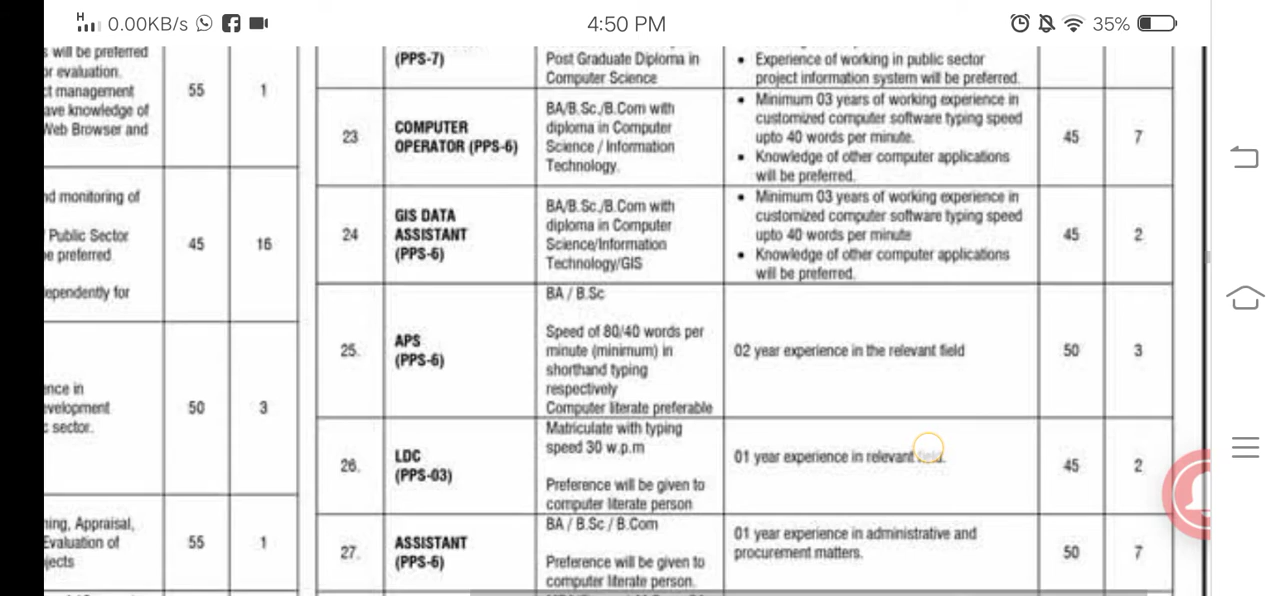 H
0.00KB/s
4:50 PM
35%
s will be preferred
or evaluation.
ct management
ave knowledge of
Web Browser and
55
1
nd monitoring of
Public Sector
be preferred
ependently for
45
16
ence in
evelopment
c sector.
50
3
ning, Appraisal,
Evaluation of
jects
55
1
(PPS-7)
Post Graduate Diploma in
Computer Science
• Experience of working in public sector
project information system will be preferred.
23
COMPUTER
OPERATOR (PPS-6)
BA/B.Sc./B.Com with
diploma in Computer
Science / Information
Technology.
• Minimum 03 years of working experience in
customized computer software typing speed
upto 40 words per minute.
• Knowledge of other computer applications
will be preferred.
45
7
24
GIS DATA
ASSISTANT
(PPS-6)
BA/B.Sc./B.Com with
diploma in Computer
Science/Information
Technology/GIS
• Minimum 03 years of working experience in
customized computer software typing speed
upto 40 words per minute
• Knowledge of other computer applications
will be preferred.
45
2
25.
APS
(PPS-6)
BA / B.Sc
Speed of 80/40 words per
minute (minimum) in
shorthand typing
respectively
Computer literate preferable
02 year experience in the relevant field
50
3
26.
LDC
(PPS-03)
Matriculate with typing
speed 30 w.p.m
Preference will be given to
computer literate person
01 year experience in relevant field.
45
2
27.
ASSISTANT
(PPS-6)
BA / B.Sc / B.Com
Preference will be given to
computer literate person.
01 year experience in administrative and
procurement matters.
50
7